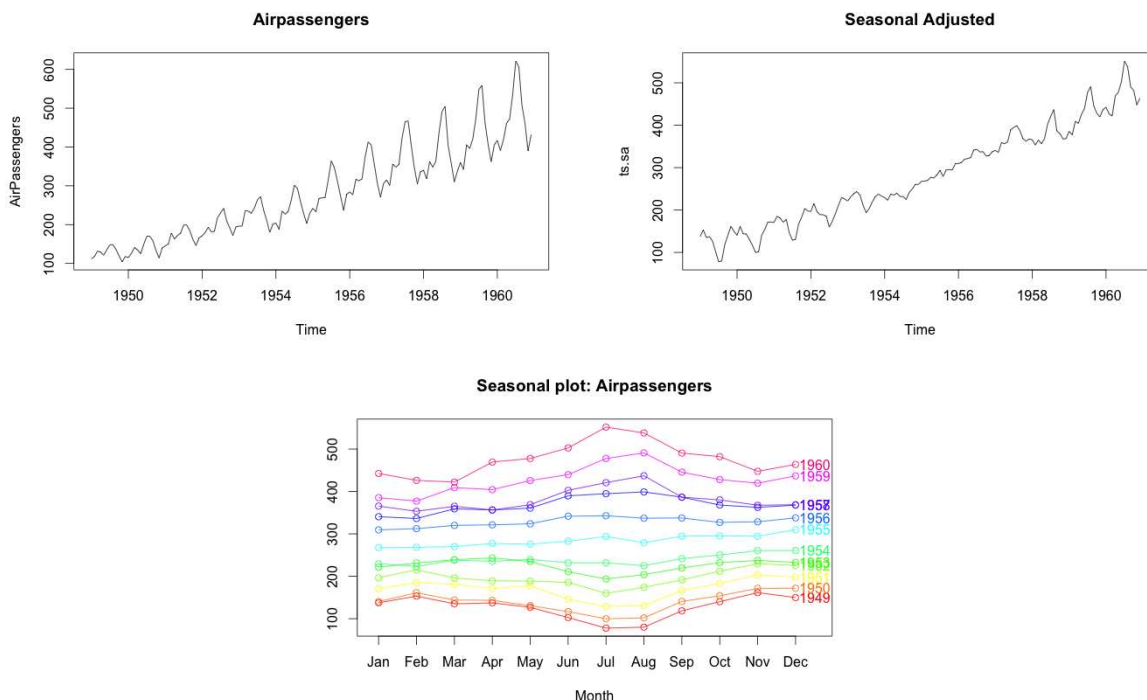 Airpassengers
AirPassengers
600
500
400
300
200
100
1950 1952 1954 1956 1958 1960
Time
Seasonal Adjusted
ts.sa
500
400
300
200
100
1950 1952 1954 1956 1958 1960
Time
Seasonal plot: Airpassengers
500
400
300
200
100
1960
1959
1957
1956
1955
1954
1953
1950
1949
Jan Feb Mar Apr May Jun Jul Aug Sep Oct Nov Dec
Month